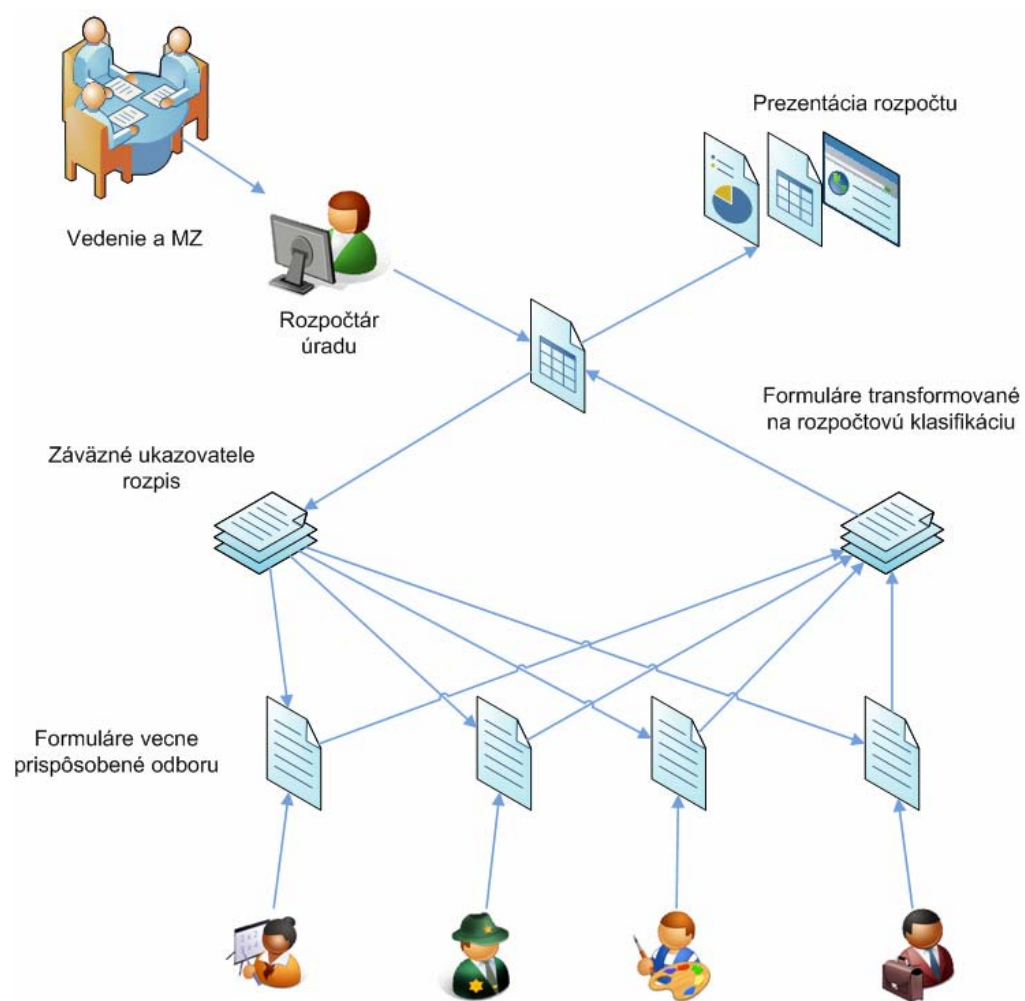 Prezentácia rozpočtu
Vedenie a MZ
Rozpočtár
úradu
Formuláre transformované
na rozpočtovú klasifikáciu
Záväzné ukazovatele
rozpis
Formuláre vecne
prispôsobené odboru